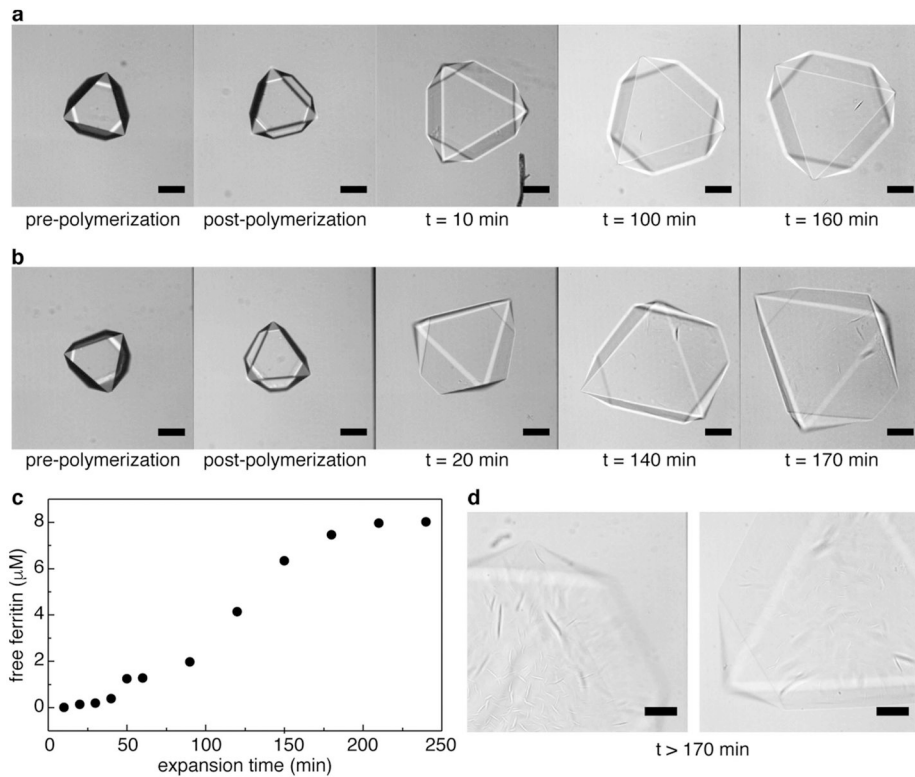 a
pre-polymerization post-polymerization t = 10 min t = 100 min t = 160 min
b
pre-polymerization post-polymerization t = 20 min t = 140 min t = 170 min
c
8
6
4
2
0
free ferritin (μM)
0 50 100 150 200 250
expansion time (min)
d
t > 170 min